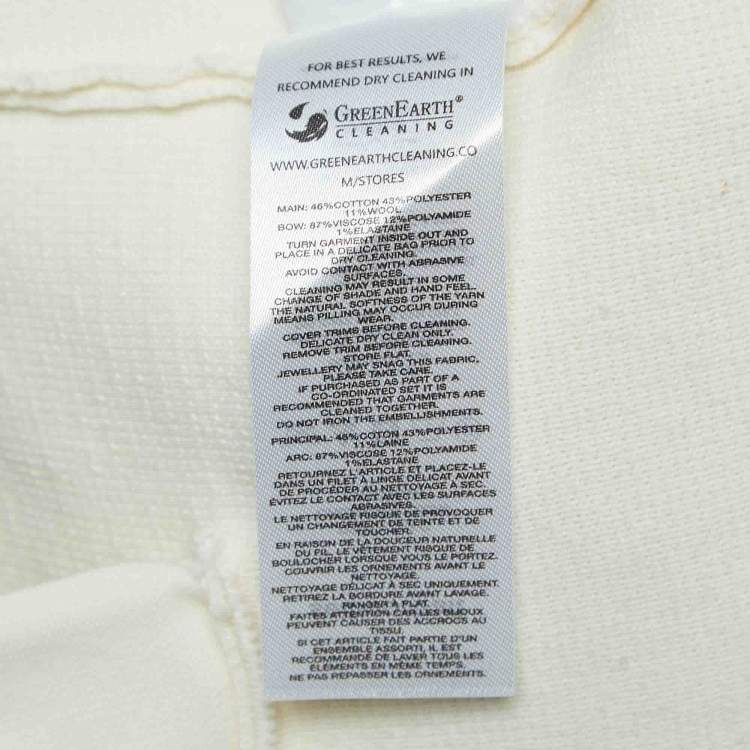 FOR BEST RESULTS, WE
RECOMMEND DRY CLEANING IN
GREENEARTH®
CLEANING
WWW.GREENEARTHCLEANING.CO
M/STORES
MAIN: 46%COTTON 43%POLYESTER
11%WOOL
BOW: 87%VISCOSE 12%POLYAMIDE
1%ELASTANE
TURN GARMENT INSIDE OUT AND
PLACE IN A DELICATE BAG PRIOR TO
DRY CLEANING.
AVOID CONTACT WITH ABRASIVE
SURFACES.
CLEANING MAY RESULT IN SOME
CHANGE OF SHADE AND HAND FEEL.
THE NATURAL SOFTNESS OF THE YARN
MEANS PILLING MAY OCCUR DURING
WEAR.
COVER TRIMS BEFORE CLEANING.
DELICATE DRY CLEAN ONLY.
REMOVE TRIM BEFORE CLEANING.
STORE FLAT.
JEWELLERY MAY SNAG THIS FABRIC,
PLEASE TAKE CARE.
IF PURCHASED AS PART OF A
CO-ORDINATED SET IT IS
RECOMMENDED THAT GARMENTS ARE
CLEANED TOGETHER.
DO NOT IRON THE EMBELLISHMENTS.
PRINCIPAL: 46%COTON 43%POLYESTER
11%LAINE
ARC: 87%VISCOSE 12%POLYAMIDE
1%ELASTANE
RETOURNEZ L'ARTICLE ET PLACEZ-LE
DANS UN FILET À LINGE DÉLICAT AVANT
DE PROCÉDER AU NETTOYAGE À SEC.
ÉVITEZ LE CONTACT AVEC LES SURFACES
ABRASIVES.
LE NETTOYAGE RISQUE DE PROVOQUER
UN CHANGEMENT DE TEINTE ET DE
TOUCHER.
EN RAISON DE LA DOUCEUR NATURELLE
DU FIL, LE VÊTEMENT RISQUE DE
BOULOCHER LORSQUE VOUS LE PORTEZ.
COUVRIR LES ORNEMENTS AVANT LE
NETTOYAGE.
NETTOYAGE DÉLICAT À SEC UNIQUEMENT.
RETIREZ LA BORDURE AVANT LAVAGE.
RANGER À PLAT.
FAITES ATTENTION CAR LES BIJOUX
PEUVENT CAUSER DES ACCROCS AU
TISSU.
SI CET ARTICLE FAIT PARTIE D'UN
ENSEMBLE ASSORTI, IL EST
RECOMMANDÉ DE LAVER TOUS LES
ÉLÉMENTS EN MÊME TEMPS.
NE PAS REPASSER LES ORNEMENTS.